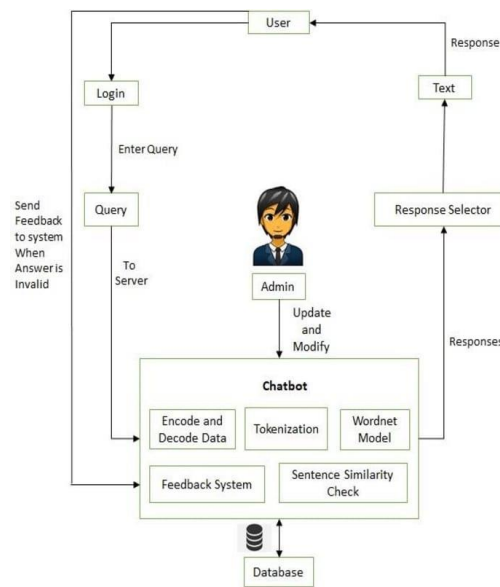 User
Response
Login
Text
Enter Query
Send
Feedback
to system
When
Answer is
Invalid
Query
Response Selector
To
Server
Admin
Update
and
Modify
Responses
Chatbot
Encode and
Decode Data
Tokenization
Wordnet
Model
Feedback System
Sentence Similarity
Check
Database